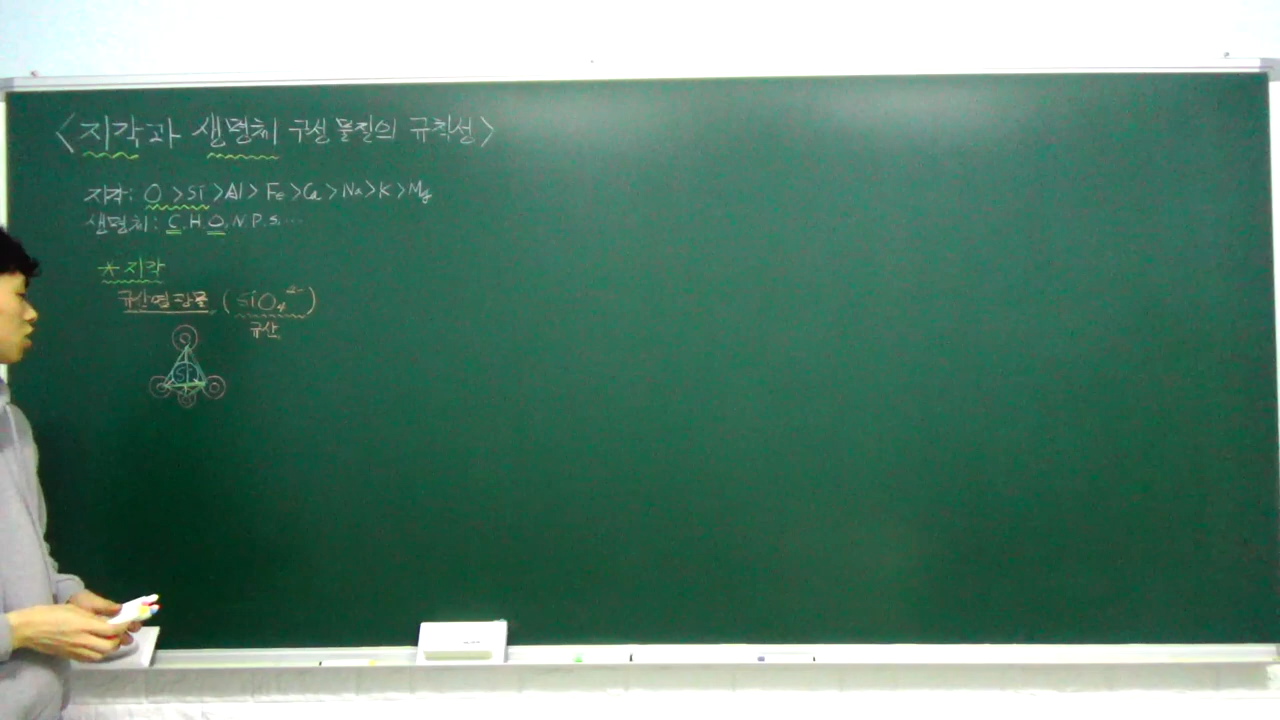 <지각과 생명체 구성 물질의 규칙성>
지각: O > Si > Al > Fe > Ca > Na > K > Mg
생명체: C, H, O, N, P, S, ...
* 지각
규산염 광물 (SiO₄⁴⁻)
규산
Si